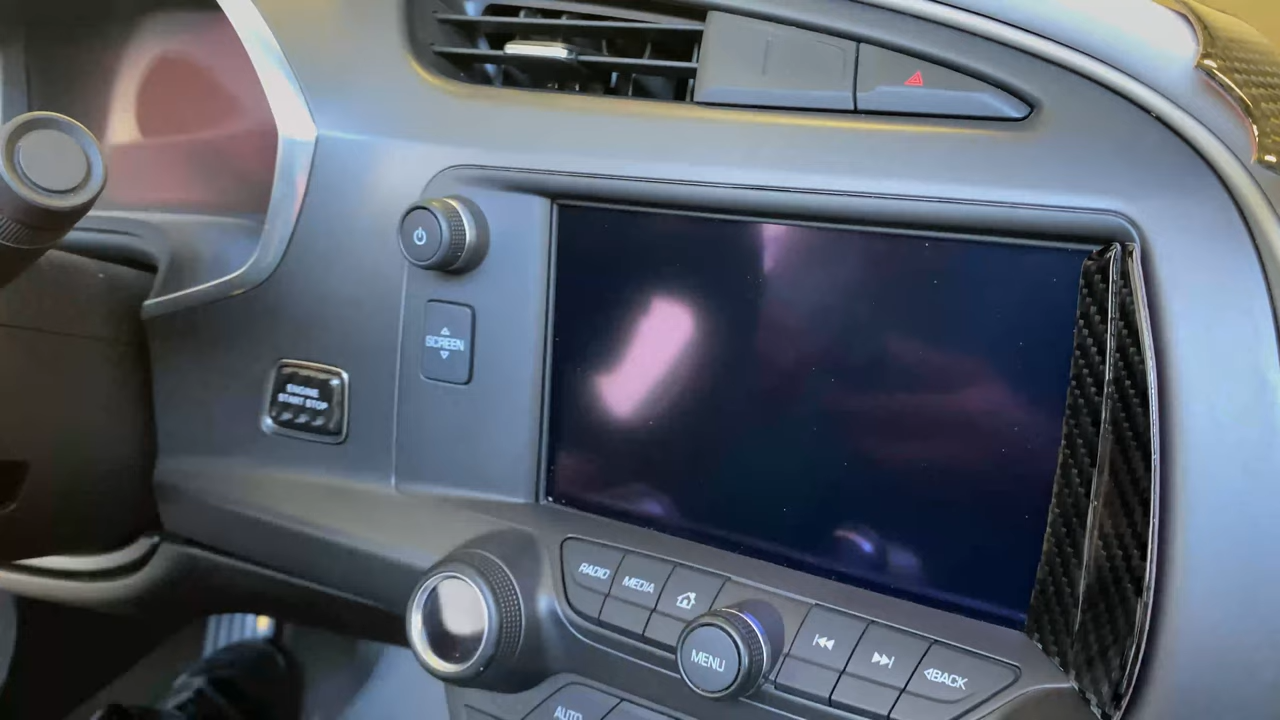 SCREEN
ENGINE
START STOP
RADIO
MEDIA
MENU
BACK
AUTO